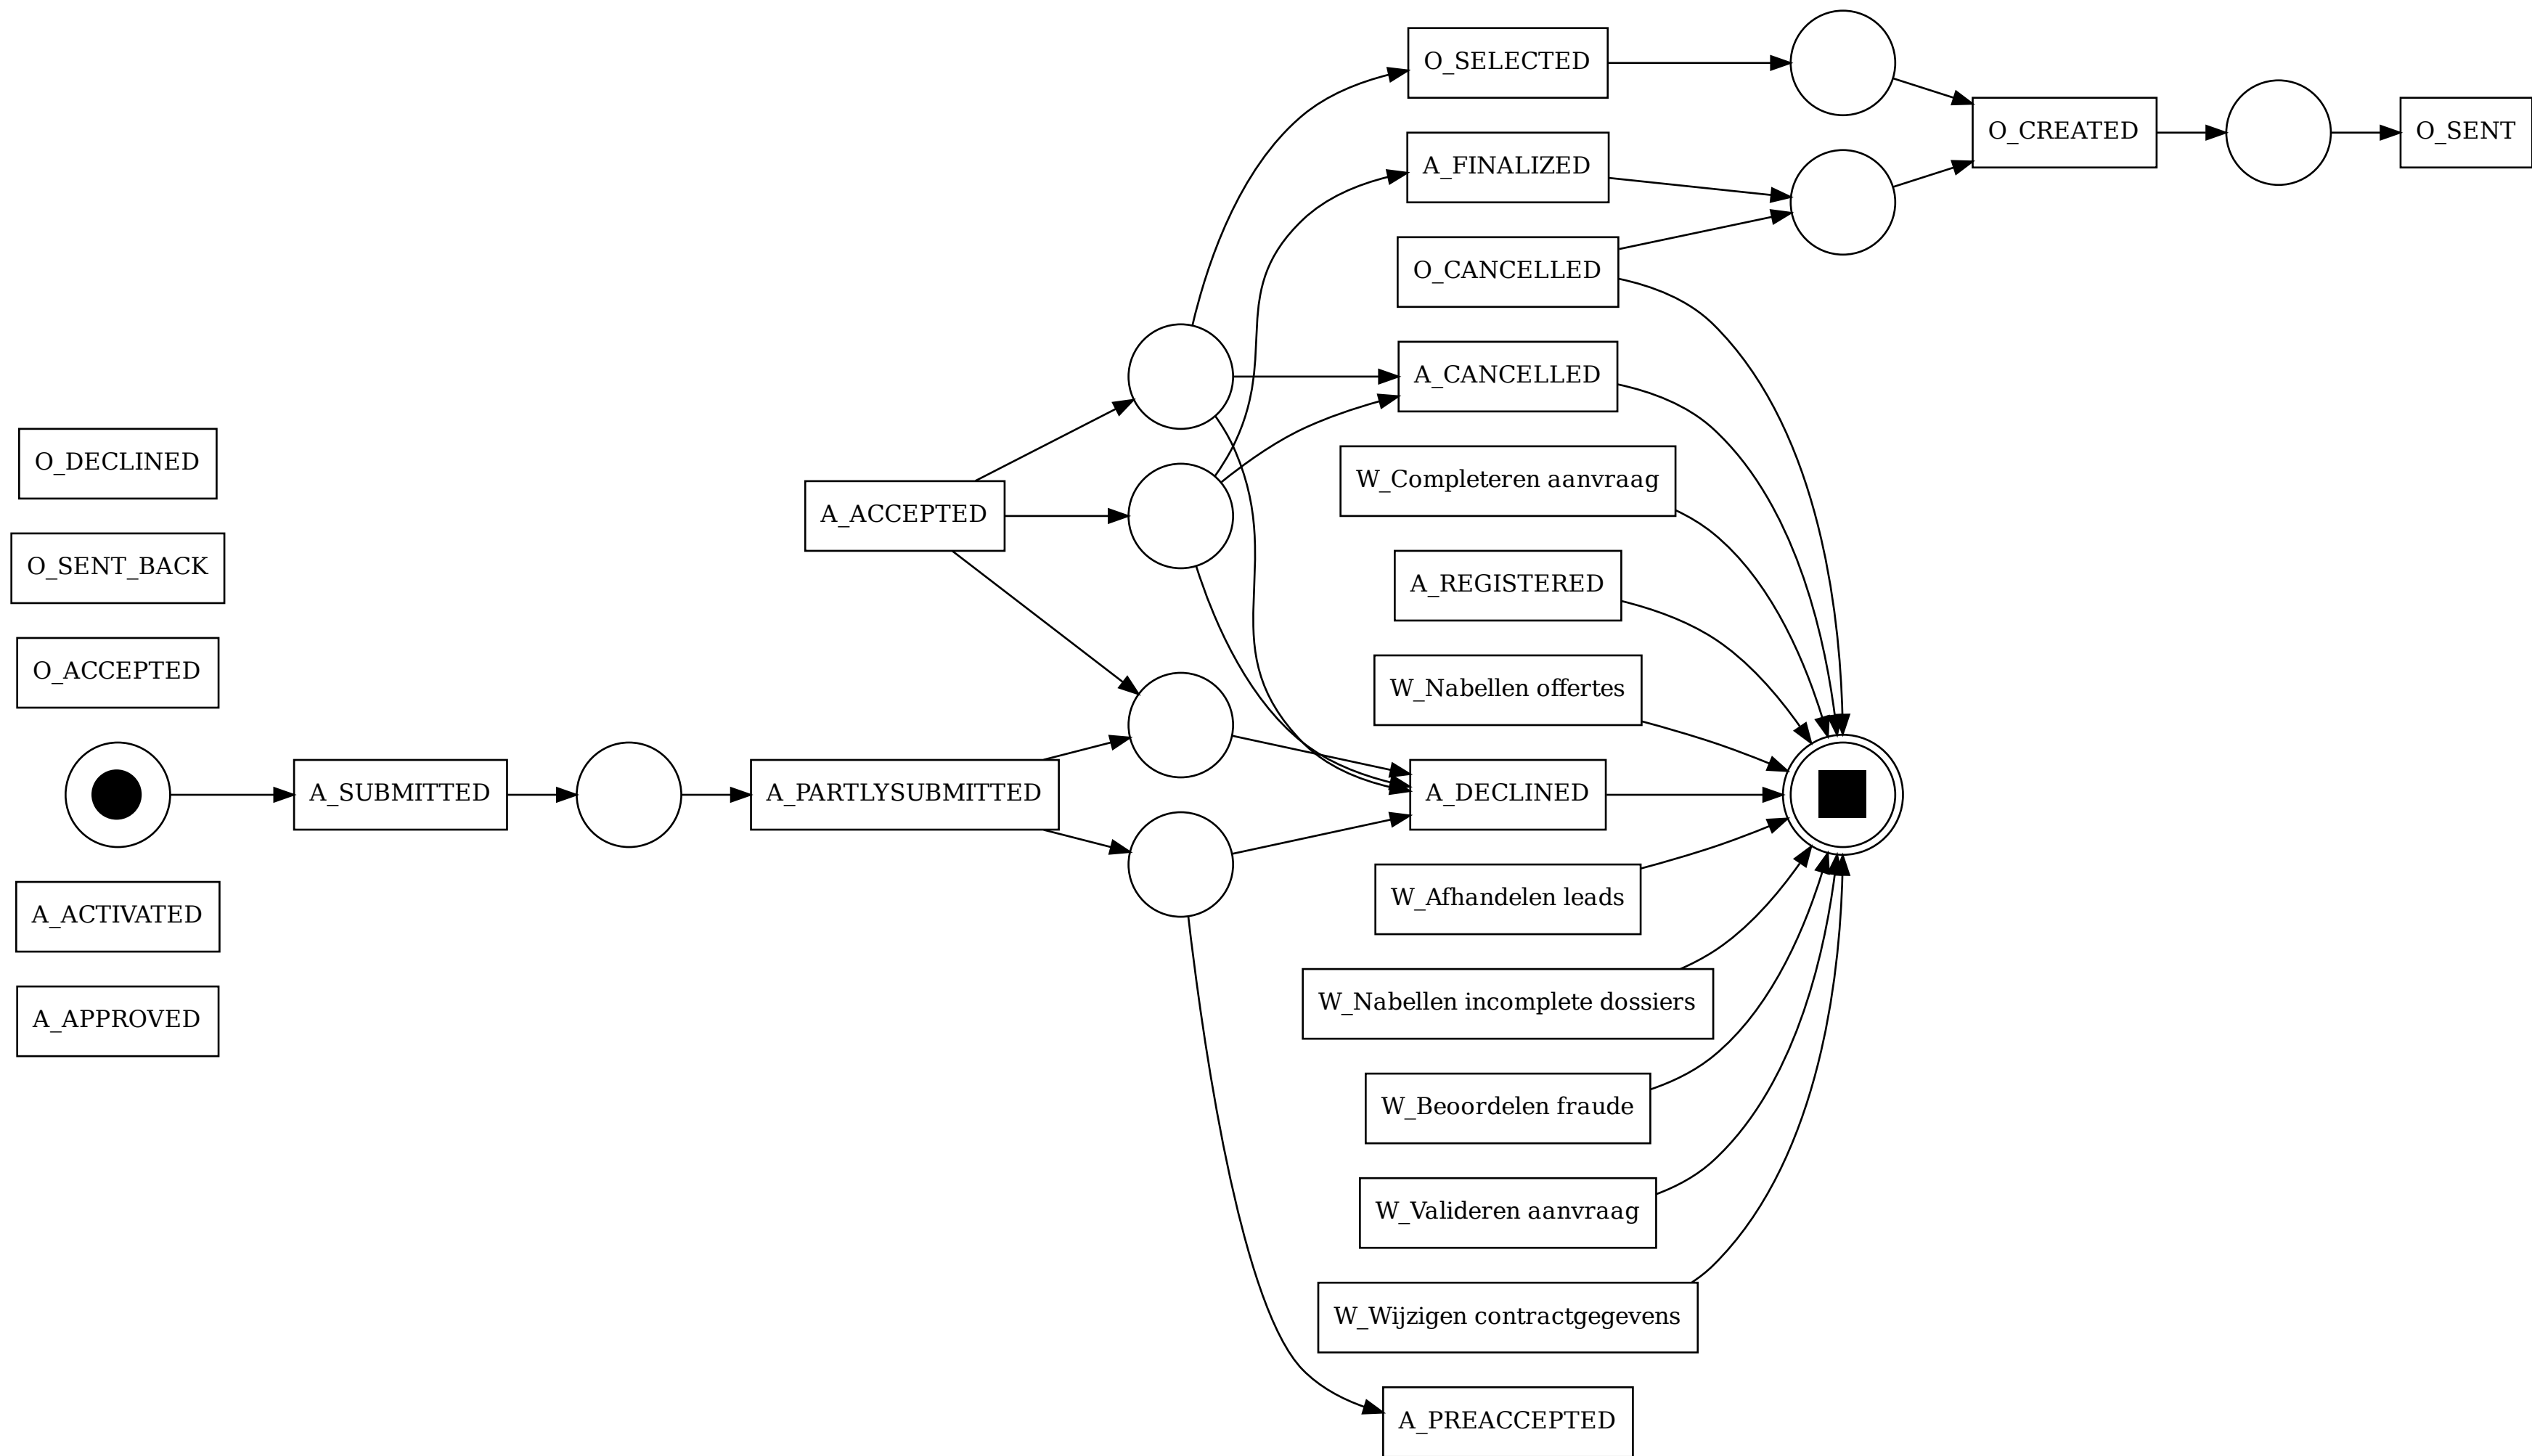 O_SELECTED
O_CREATED
O_SENT
A_FINALIZED
O_CANCELLED
A_CANCELLED
O_DECLINED
W_Completeren aanvraag
A_ACCEPTED
O_SENT_BACK
A_REGISTERED
O_ACCEPTED
W_Nabellen offertes
A_SUBMITTED
A_PARTLYSUBMITTED
A_DECLINED
A_ACTIVATED
W_Afhandelen leads
A_APPROVED
W_Nabellen incomplete dossiers
W_Beoordelen fraude
W_Valideren aanvraag
W_Wijzigen contractgegevens
A_PREACCEPTED